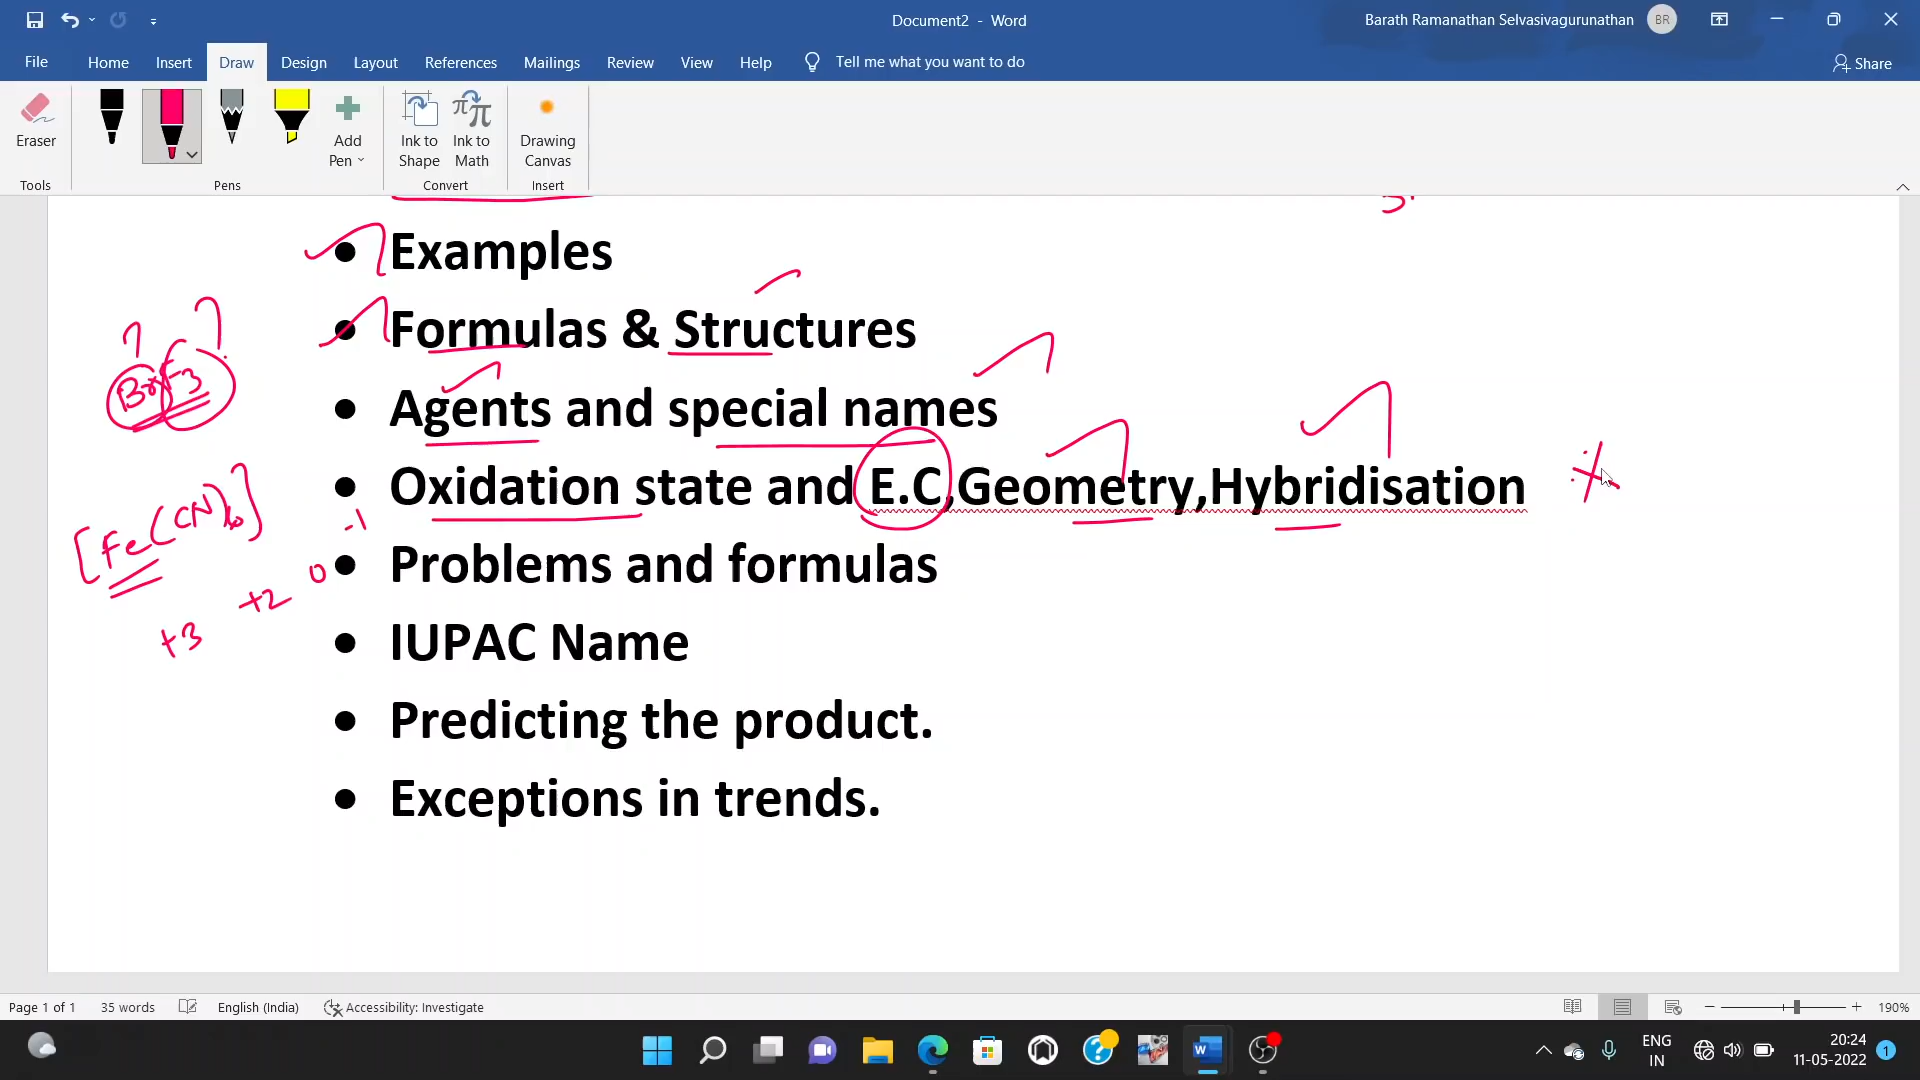 Document2 - Word
Barath Ramanathan Selvasivagurunathan
BR
File
Home
Insert
Draw
Design
Layout
References
Mailings
Review
View
Help
Tell me what you want to do
Share
Eraser
Add
Pen
Ink to
Shape
Ink to
Math
Drawing
Canvas
Tools
Pens
Convert
Insert
• Examples
• Formulas & Structures
? ?
BrF3
• Agents and special names
• Oxidation state and E.C,Geometry,Hybridisation
[Fe(CN)6]
-1
0
+2
+3
• Problems and formulas
• IUPAC Name
• Predicting the product.
• Exceptions in trends.
Page 1 of 1
35 words
English (India)
Accessibility: Investigate
190%
ENG
IN
20:24
11-05-2022
1